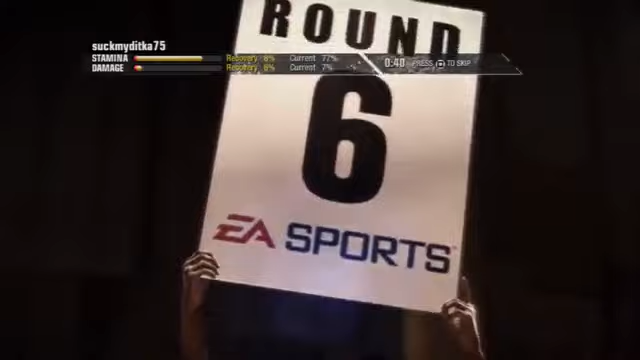 ROUND
suckmyditka75
STAMINA Recovery 8% Current 77%
DAMAGE Recovery 8% Current 7%
0:40 PRESS TO SKIP
6
EA SPORTS